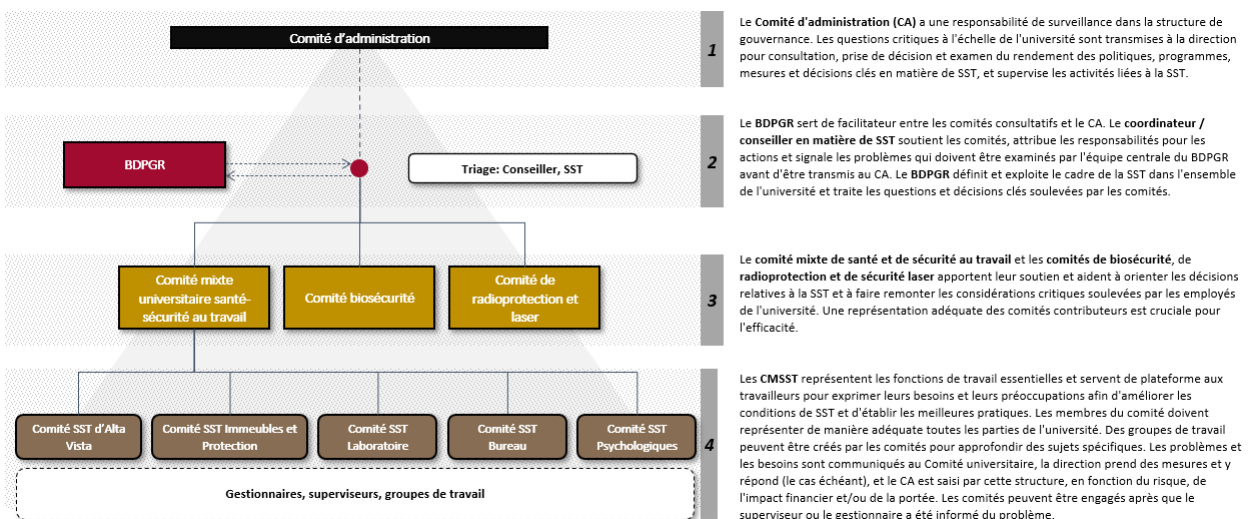 Comité d'administration
1
Le Comité d'administration (CA) a une responsabilité de surveillance dans la structure de
gouvernance. Les questions critiques à l'échelle de l'université sont transmises à la direction
pour consultation, prise de décision et examen du rendement des politiques, programmes,
mesures et décisions clés en matière de SST, et supervise les activités liées à la SST.
BDPGR
Triage: Conseiller, SST
2
Le BDPGR sert de facilitateur entre les comités consultatifs et le CA. Le coordinateur /
conseiller en matière de SST soutient les comités, attribue les responsabilités pour les
actions et signale les problèmes qui doivent être examinés par l'équipe centrale du BDPGR
avant d'être transmis au CA. Le BDPGR définit et exploite le cadre de la SST dans l'ensemble
de l'université et traite les questions et décisions clés soulevées par les comités.
Comité mixte
universitaire santé-
sécurité au travail
Comité biosécurité
Comité de
radioprotection et
laser
3
Le comité mixte de santé et de sécurité au travail et les comités de biosécurité, de
radioprotection et de sécurité laser apportent leur soutien et aident à orienter les décisions
relatives à la SST et à faire remonter les considérations critiques soulevées par les employés
de l'université. Une représentation adéquate des comités contributeurs est cruciale pour
l'efficacité.
Comité SST d'Alta
Vista
Comité SST Immeubles et
Protection
Comité SST
Laboratoire
Comité SST
Bureau
Comité SST
Psychologiques
Gestionnaires, superviseurs, groupes de travail
4
Les CMSST représentent les fonctions de travail essentielles et servent de plateforme aux
travailleurs pour exprimer leurs besoins et leurs préoccupations afin d'améliorer les
conditions de SST et d'établir les meilleures pratiques. Les membres du comité doivent
représenter de manière adéquate toutes les parties de l'université. Des groupes de travail
peuvent être créés par les comités pour approfondir des sujets spécifiques. Les problèmes et
les besoins sont communiqués au Comité universitaire, la direction prend des mesures et y
répond (le cas échéant), et le CA est saisi par cette structure, en fonction du risque, de
l'impact financier et/ou de la portée. Les comités peuvent être engagés après que le
superviseur ou le gestionnaire a été informé du problème.